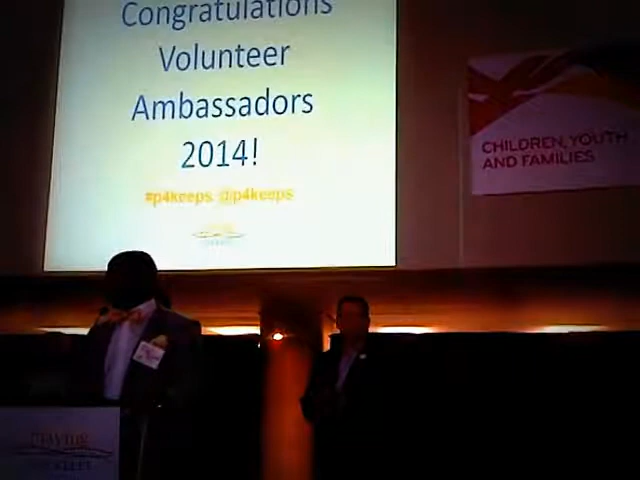 Congratulations
Volunteer
Ambassadors
2014!
#p4keeps @p4keeps
CHILDREN, YOUTH
AND FAMILIES